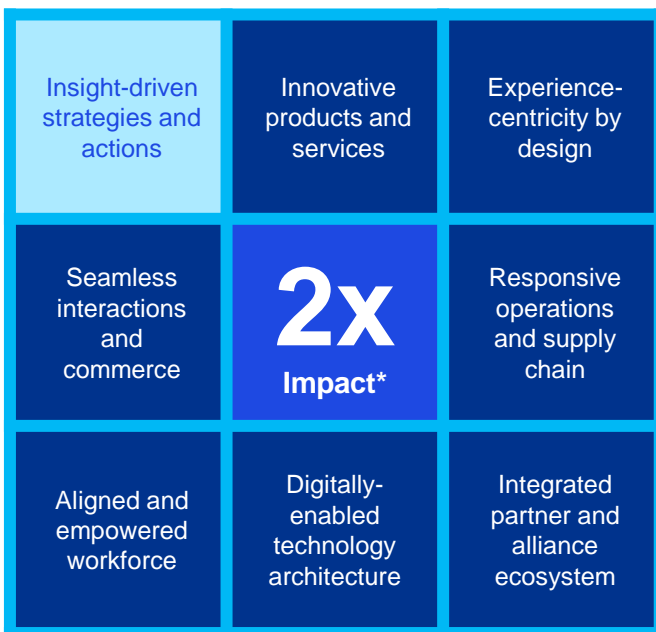 Insight-driven
strategies and
actions
Innovative
products and
services
Experience-
centricity by
design
Seamless
interactions
and
commerce
2x
Impact*
Responsive
operations
and supply
chain
Aligned and
empowered
workforce
Digitally-
enabled
technology
architecture
Integrated
partner and
alliance
ecosystem